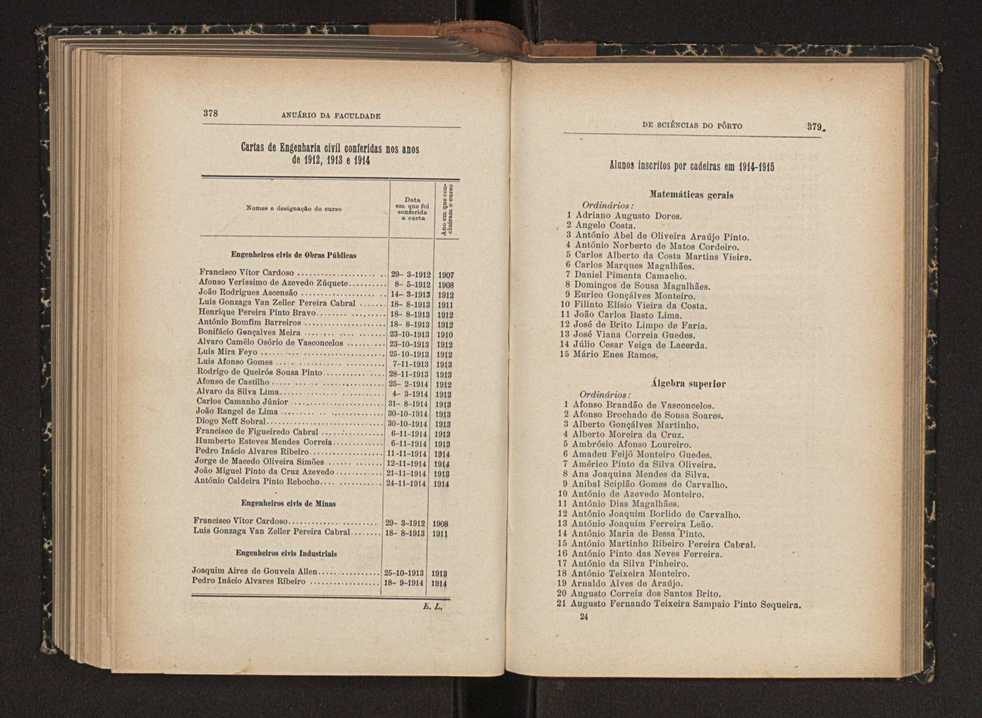 378
ANUÁRIO DA FACULDADE
Cartas de Engenharia civil conferidas nos anos
de 1912, 1913 e 1914
Nomes e designação do curso
Data
em que foi
conferida
a carta
Ano em que con-
cluíram o curso
Engenheiros civis de Obras Públicas
Francisco Vítor Cardoso .................... 29- 3-1912 1907
Afonso Veríssimo de Azevedo Zúquete.......... 8- 5-1912 1908
João Rodrigues Ascensão .................... 14- 3-1913 1912
Luís Gonzaga Van Zeller Pereira Cabral ....... 18- 8-1913 1911
Henrique Pereira Pinto Bravo................ 18- 8-1913 1912
António Bomfim Barreiros .................... 18- 8-1913 1912
Bonifácio Gonçalves Meira .................... 23-10-1913 1910
Alvaro Camêlo Osório de Vasconcelos .......... 23-10-1913 1912
Luís Mira Feyo .................... 25-10-1913 1912
Luís Afonso Gomes .................... 7-11-1913 1913
Rodrigo de Queirós Sousa Pinto................ 28-11-1913 1913
Afonso de Castilho .................... 25- 2-1914 1912
Alvaro da Silva Lima.................... 4- 3-1914 1913
Carlos Camanho Júnior .................... 31- 8-1914 1913
João Rangel de Lima .................... 30-10-1914 1913
Diogo Neff Sobral.................... 30-10-1914 1913
Francisco de Figueiredo Cabral ................ 6-11-1914 1913
Humberto Esteves Mendes Correia............. 6-11-1914 1913
Pedro Inácio Alvares Ribeiro.................. 11-11-1914 1914
Jorge de Macedo Oliveira Simões ............. 12-11-1914 1914
João Miguel Pinto da Cruz Azevedo ............ 21-11-1914 1913
António Caldeira Pinto Rebocho................ 24-11-1914 1914
Engenheiros civis de Minas
Francisco Vítor Cardoso.................... 29- 3-1912 1908
Luís Gonzaga Van Zeller Pereira Cabral........ 18- 8-1913 1911
Engenheiros civis Industriais
Joaquim Aires de Gouveia Allen................ 25-10-1913 1913
Pedro Inácio Alvares Ribeiro ................. 18- 9-1914 1914
E. L.
DE SCIÊNCIAS DO PÔRTO
379
Alunos inscritos por cadeiras em 1914-1915
Matemáticas gerais
Ordinários:
1 Adriano Augusto Dores.
2 Angelo Costa.
3 António Abel de Oliveira Araújo Pinto.
4 António Norberto de Matos Cordeiro.
5 Carlos Alberto da Costa Martins Vieira.
6 Carlos Marques Magalhães.
7 Daniel Pimenta Camacho.
8 Domingos de Sousa Magalhães.
9 Eurico Gonçálves Monteiro.
10 Filinto Elísio Vieira da Costa.
11 João Carlos Basto Lima.
12 José de Brito Limpo de Faria.
13 José Viana Correia Guedes.
14 Júlio Cesar Veiga de Lacerda.
15 Mário Enes Ramos.
Álgebra superior
Ordinários:
1 Afonso Brandão de Vasconcelos.
2 Afonso Brochado de Sousa Soares.
3 Alberto Gonçálves Martinho.
4 Alberto Moreira da Cruz.
5 Ambrósio Afonso Loureiro.
6 Amadeu Feijó Monteiro Guedes.
7 Américo Pinto da Silva Oliveira.
8 Ana Joaquina Mendes da Silva.
9 Anibal Scipião Gomes de Carvalho.
10 António de Azevedo Monteiro.
11 António Dias Magalhães.
12 António Joaquim Borlido de Carvalho.
13 António Joaquim Ferreira Leão.
14 António Maria de Bessa Pinto.
15 António Martinho Ribeiro Pereira Cabral.
16 António Pinto das Neves Ferreira.
17 António da Silva Pinheiro.
18 António Teixeira Monteiro.
19 Arnaldo Alves de Araújo.
20 Augusto Correia dos Santos Brito.
21 Augusto Fernando Teixeira Sampaio Pinto Sequeira.
24